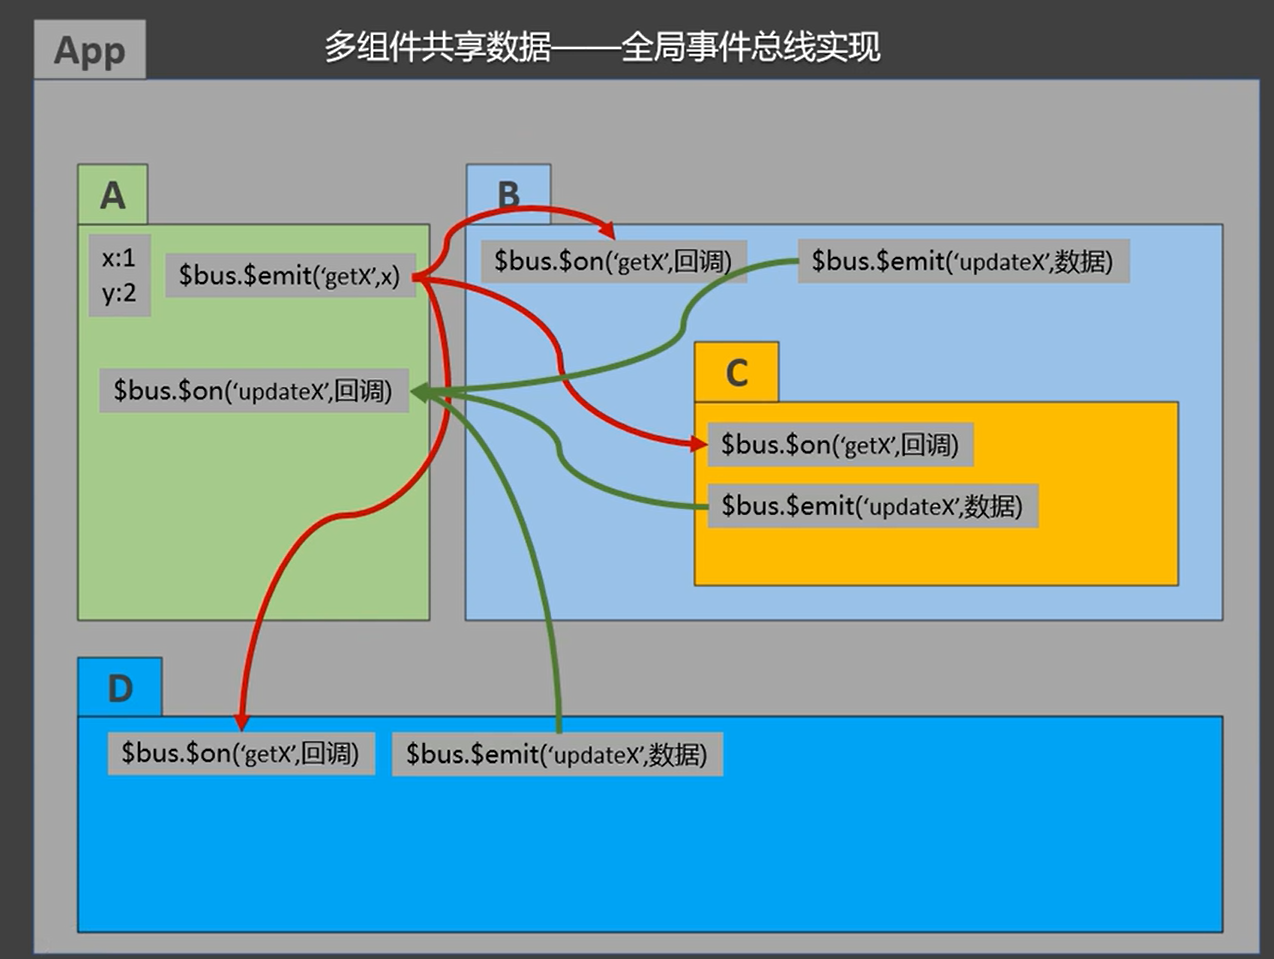 App
多组件共享数据——全局事件总线实现
A
x:1
y:2
$bus.$emit(‘getX’,x)
$bus.$on(‘updateX’,回调)
B
$bus.$on(‘getX’,回调)
$bus.$emit(‘updateX’,数据)
C
$bus.$on(‘getX’,回调)
$bus.$emit(‘updateX’,数据)
D
$bus.$on(‘getX’,回调)
$bus.$emit(‘updateX’,数据)